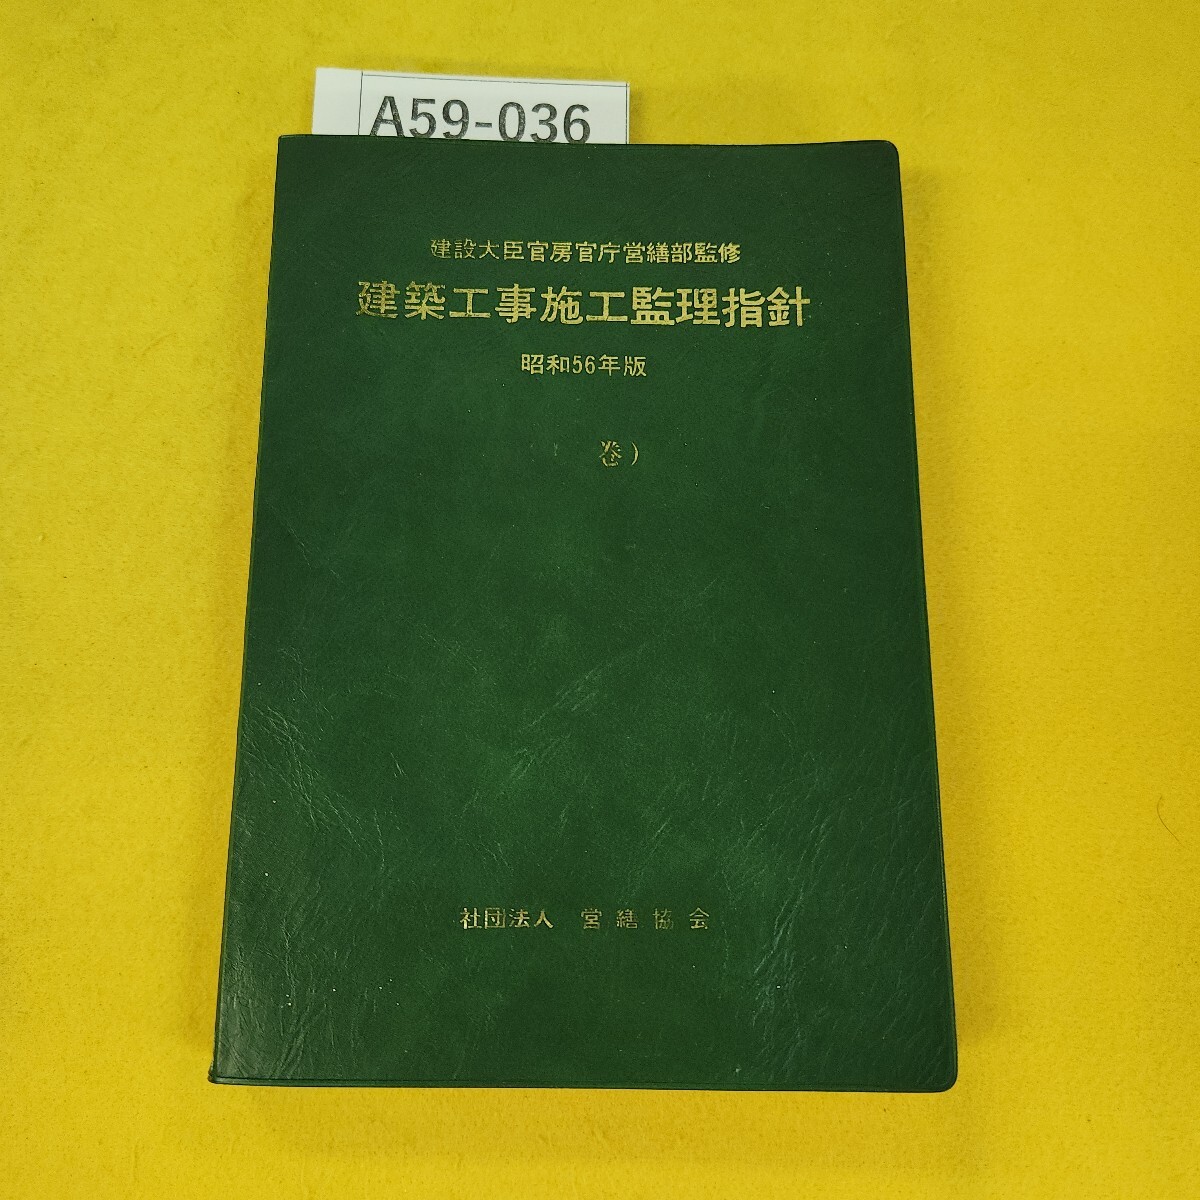 A59-036
建設大臣官房官庁営繕部監修
建築工事施工監理指針
昭和56年版
巻）
社団法人 営繕協会